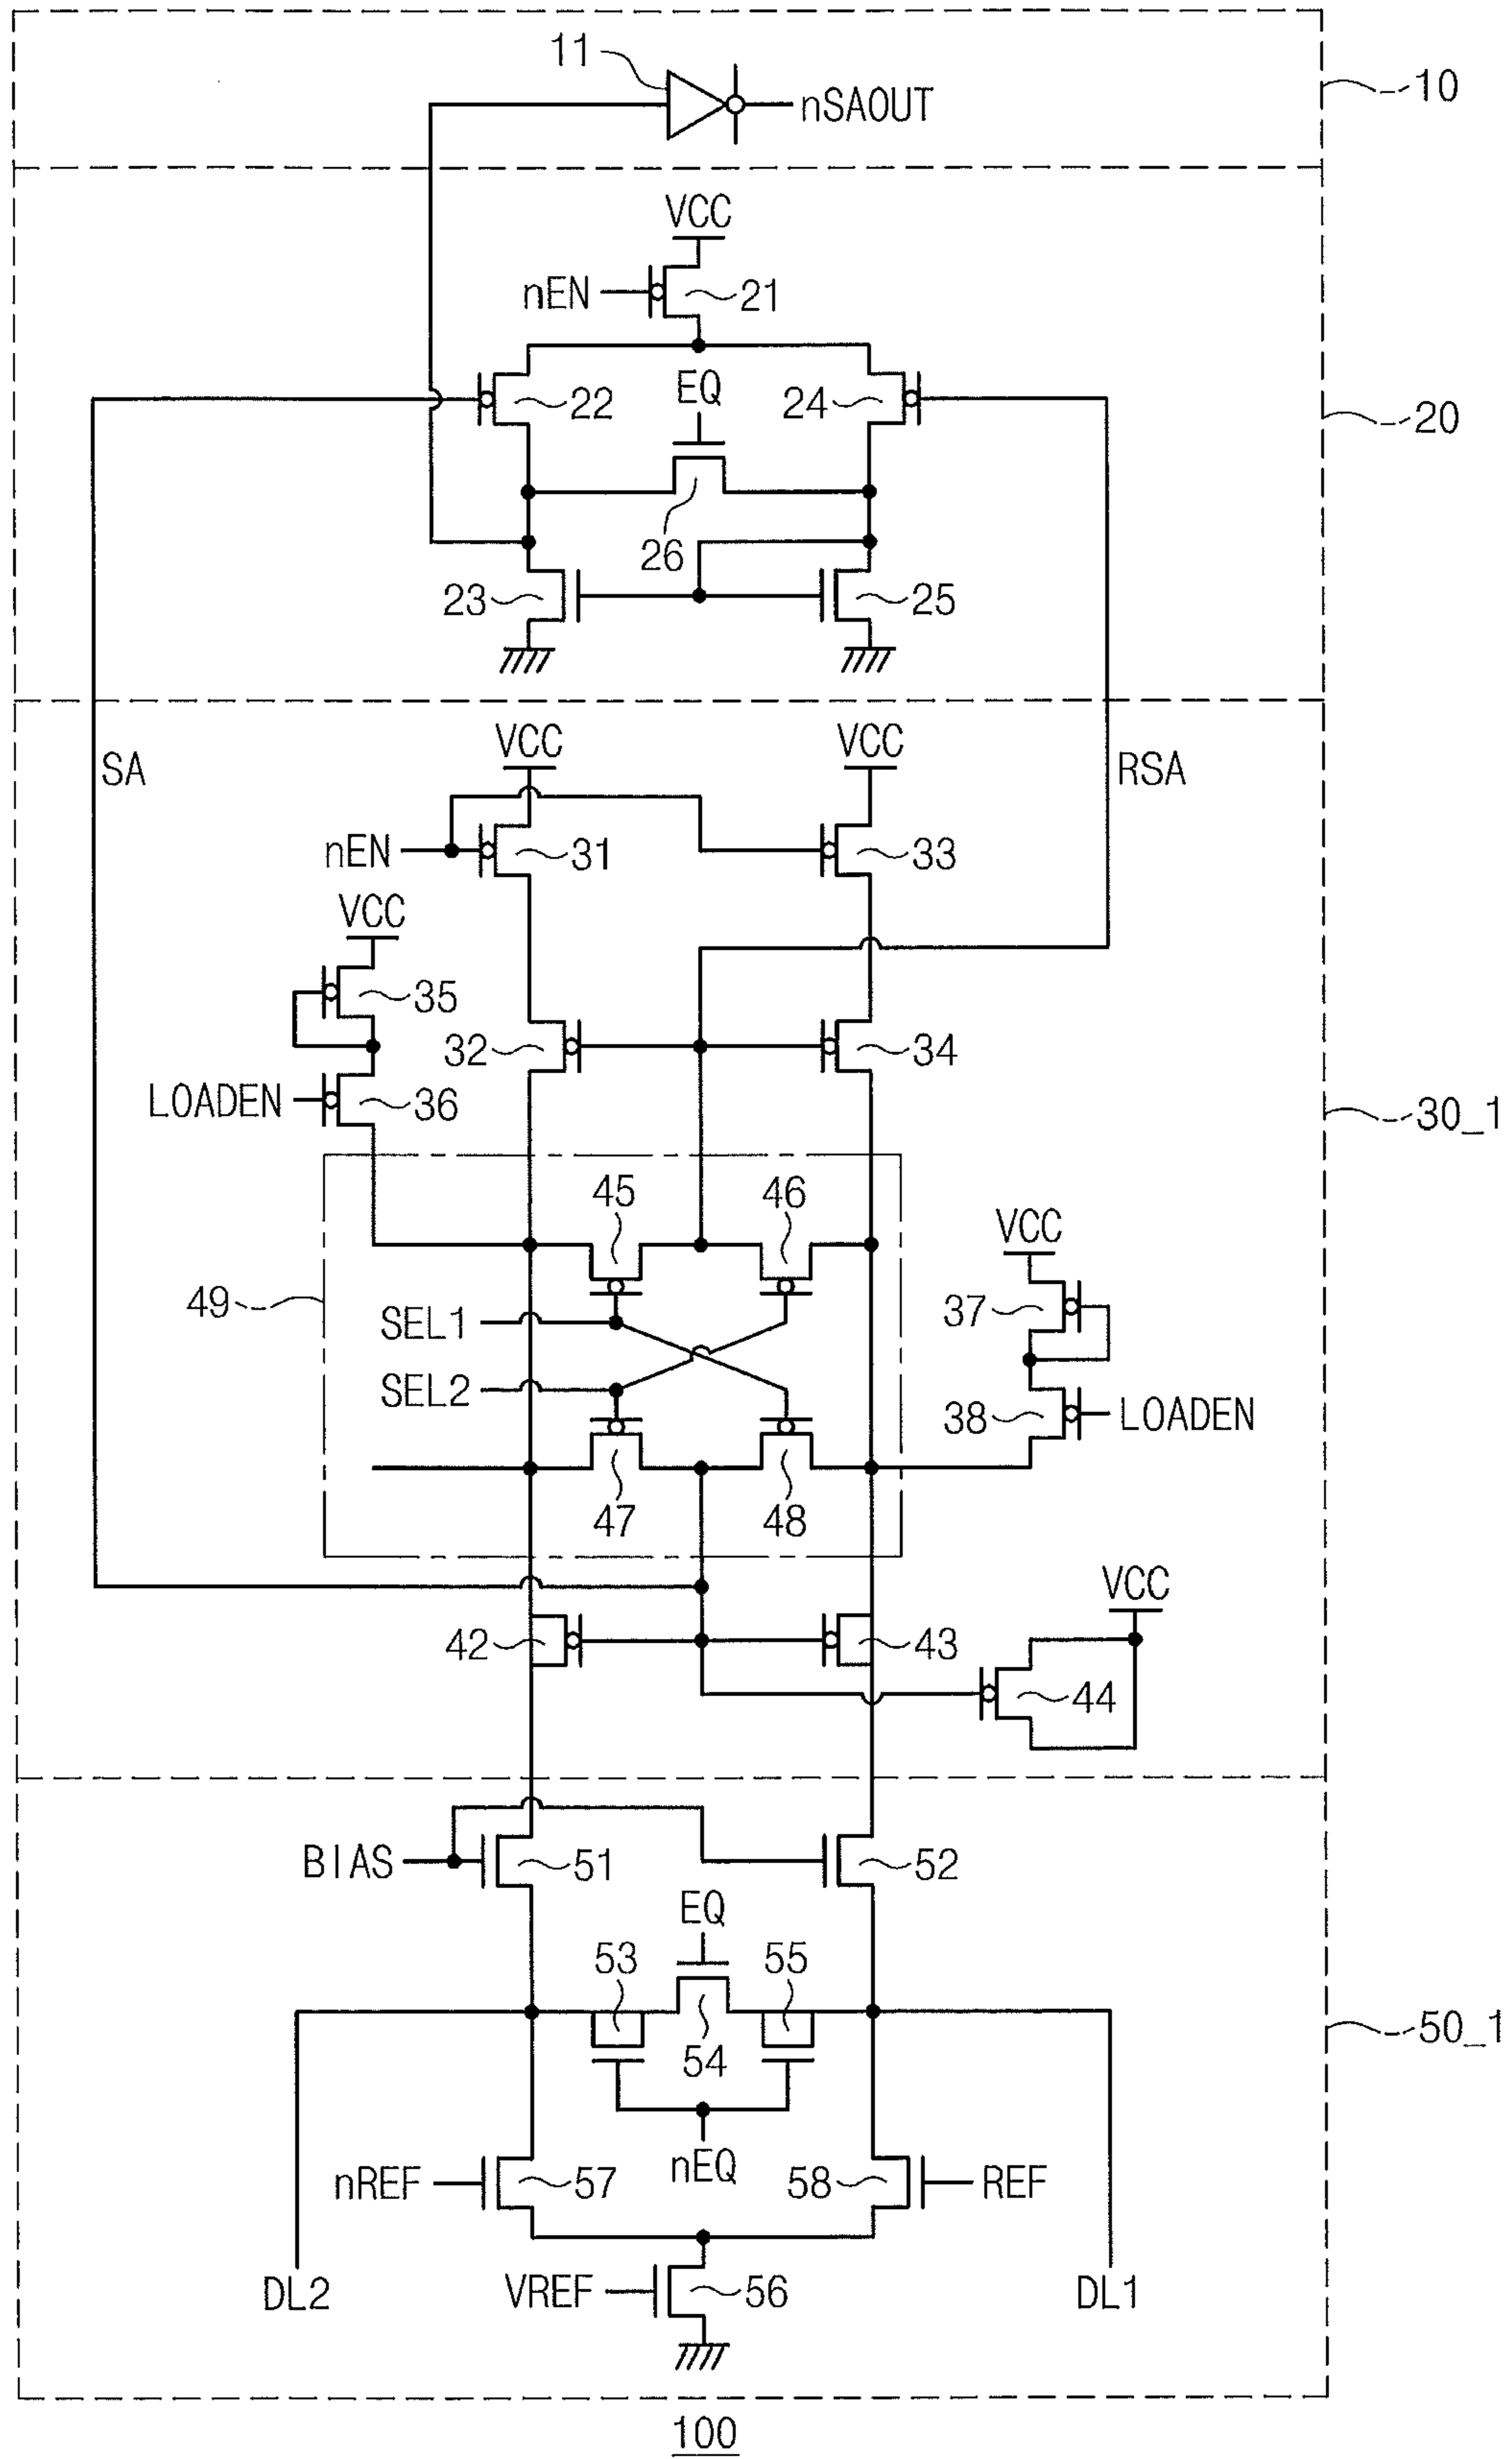 11
nSAOUT
10
VCC
nEN
21
22
EQ
24
20
26
23
25
SA
VCC
VCC
RSA
nEN
31
33
VCC
35
32
34
LOADEN
36
30_1
45
46
VCC
49
SEL1
37
SEL2
38
LOADEN
47
48
VCC
42
43
44
BIAS
51
52
EQ
53
55
54
50_1
nREF
57
nEQ
58
REF
DL2
VREF
56
DL1
100